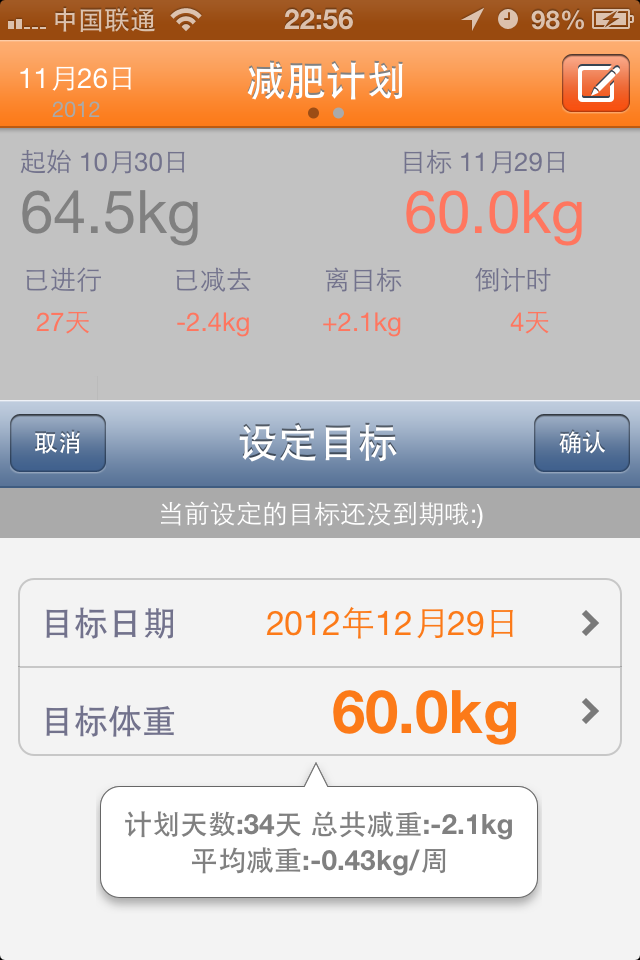 中国联通 22:56 98%
11月26日 减肥计划
2012
起始 10月30日 目标 11月29日
64.5kg 60.0kg
已进行 已减去 离目标 倒计时
27天 -2.4kg +2.1kg 4天
取消 设定目标 确认
当前设定的目标还没到期哦:)
目标日期 2012年12月29日
目标体重 60.0kg
计划天数:34天 总共减重:-2.1kg
平均减重:-0.43kg/周